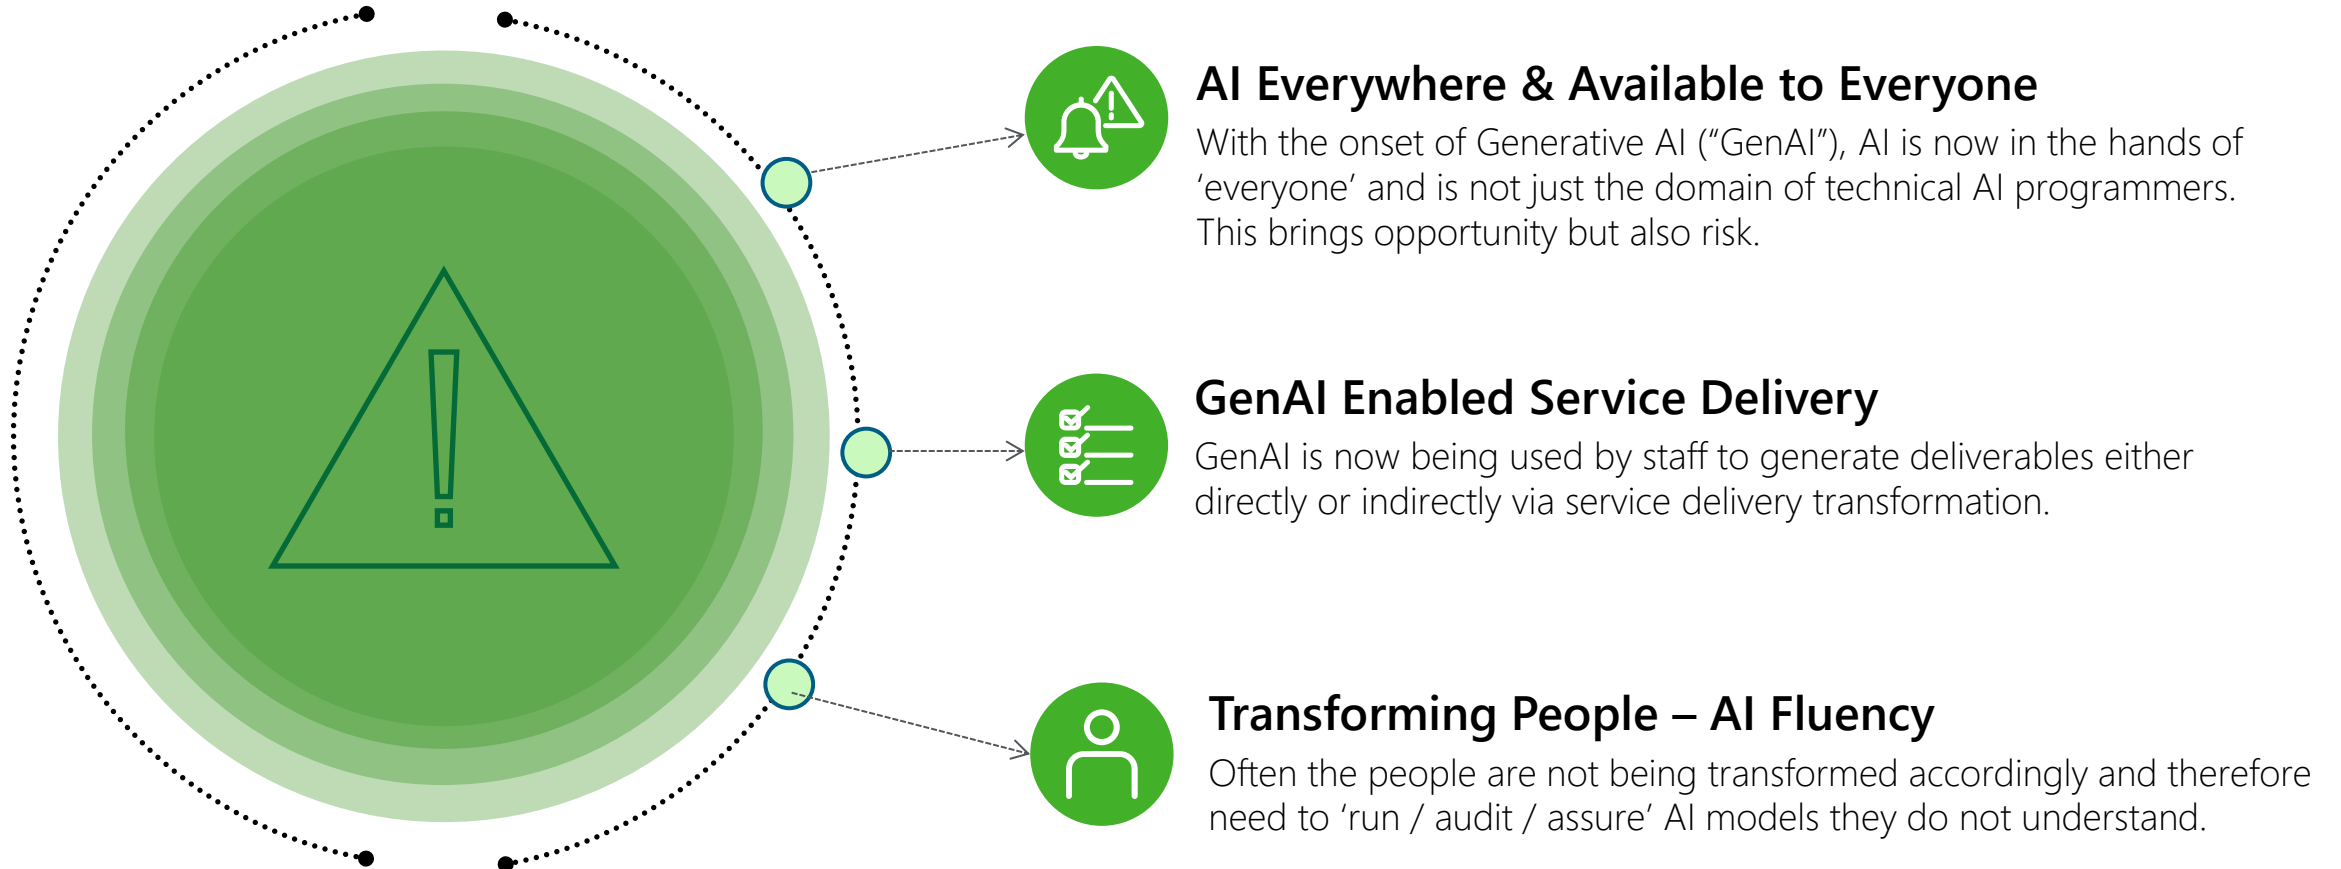 AI Everywhere & Available to Everyone
With the onset of Generative AI (“GenAI”), AI is now in the hands of
‘everyone’ and is not just the domain of technical AI programmers.
This brings opportunity but also risk.
GenAI Enabled Service Delivery
GenAI is now being used by staff to generate deliverables either
directly or indirectly via service delivery transformation.
Transforming People – AI Fluency
Often the people are not being transformed accordingly and therefore
need to ‘run / audit / assure’ AI models they do not understand.